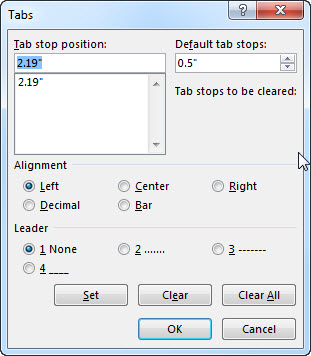 Tabs
Tab stop position: Default tab stops:
2.19" 0.5"
2.19" Tab stops to be cleared:
Alignment
Left Center Right
Decimal Bar
Leader
1 None 2 ....... 3 -------
4 ____
Set Clear Clear All
OK Cancel